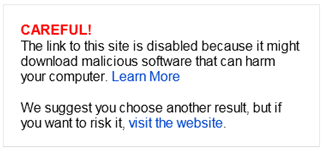 CAREFUL!
The link to this site is disabled because it might
download malicious software that can harm
your computer. Learn More
We suggest you choose another result, but if
you want to risk it, visit the website.